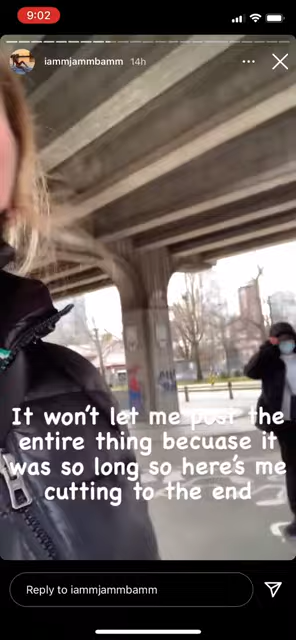 9:02
iammjammbamm 14h
It won't let me post the
entire thing becuase it
was so long so here's me
cutting to the end
Reply to iammjammbamm